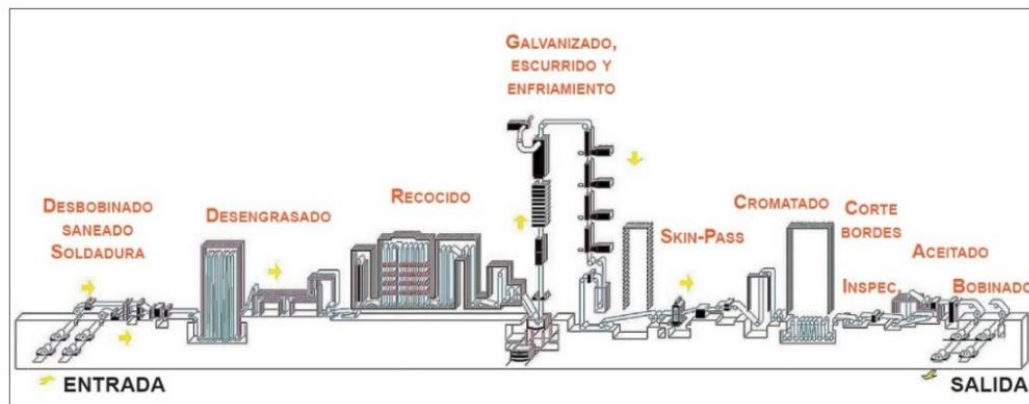 GALVANIZADO,
ESCURRIDO Y
ENFRIAMIENTO
DESBOBINADO
SANEADO
SOLDADURA
DESENGRASADO
RECOCIDO
SKIN-PASS
CROMATADO
CORTE
BORDES
INSPEC.
ACEITADO
BOBINADO
ENTRADA
SALIDA